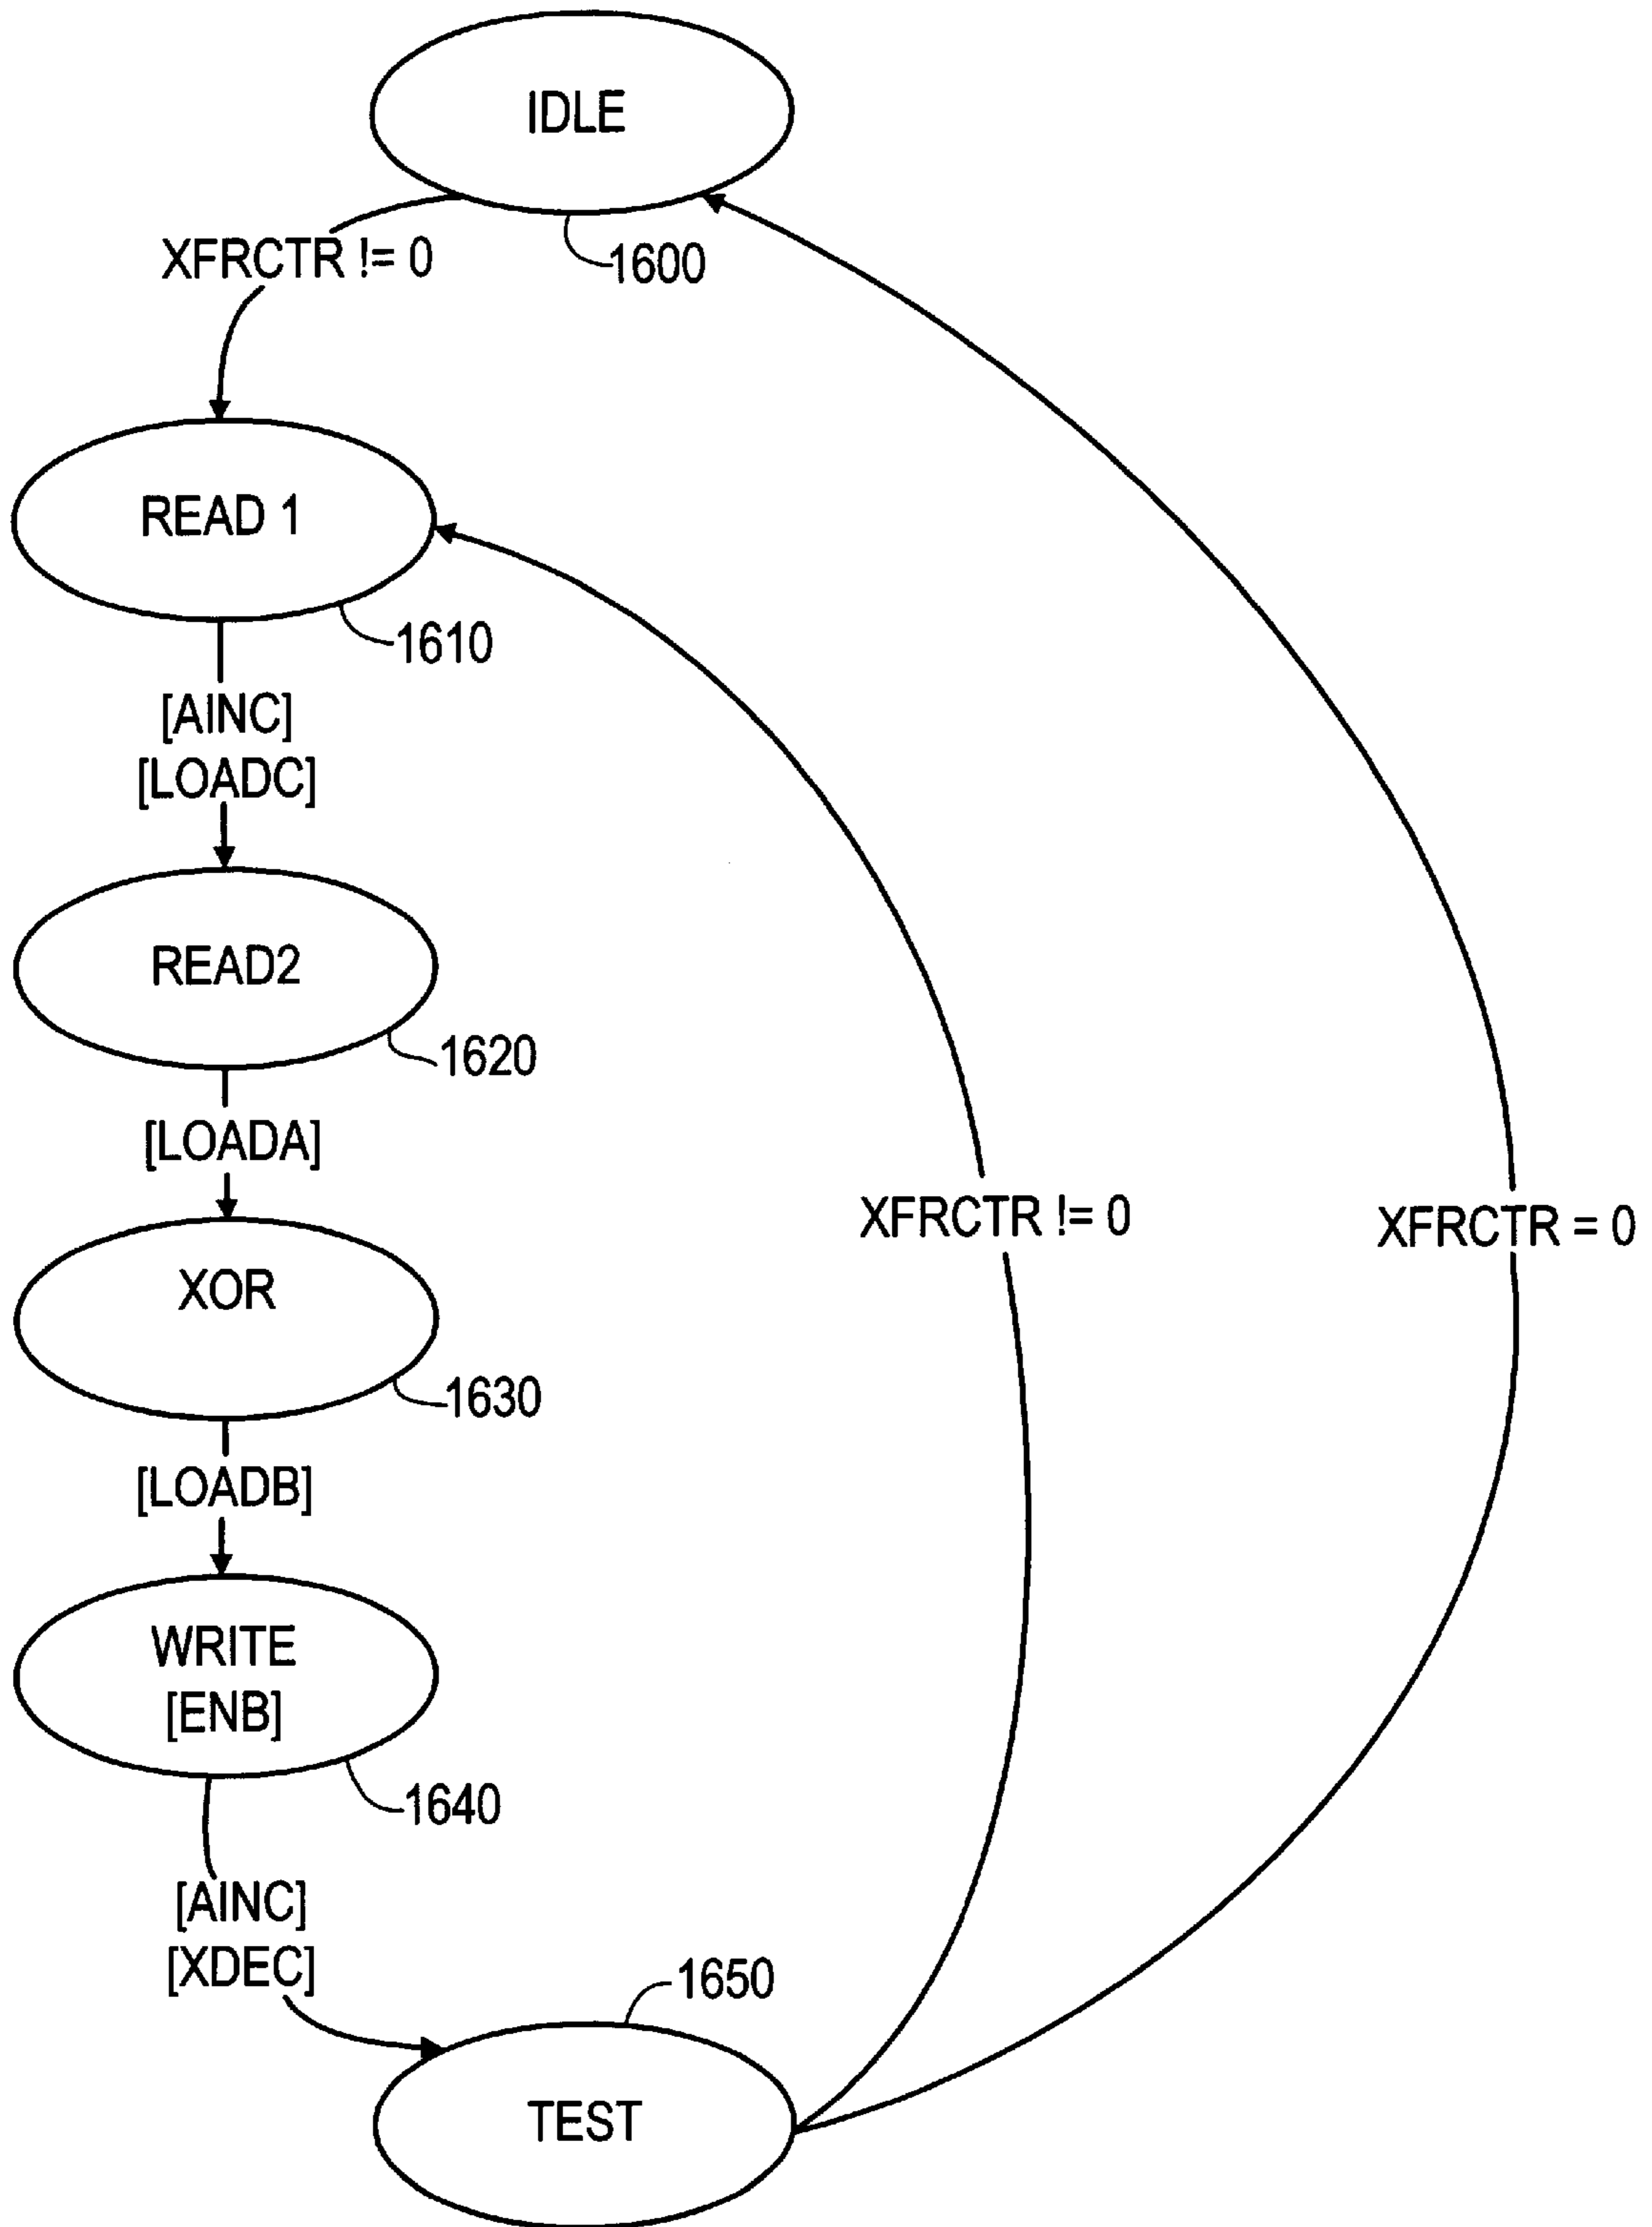 IDLE
XFRCTR != 0
1600
READ 1
1610
[AINC]
[LOADC]
READ2
1620
[LOADA]
XOR
XFRCTR != 0
XFRCTR = 0
1630
[LOADB]
WRITE
[ENB]
1640
[AINC]
[XDEC]
1650
TEST